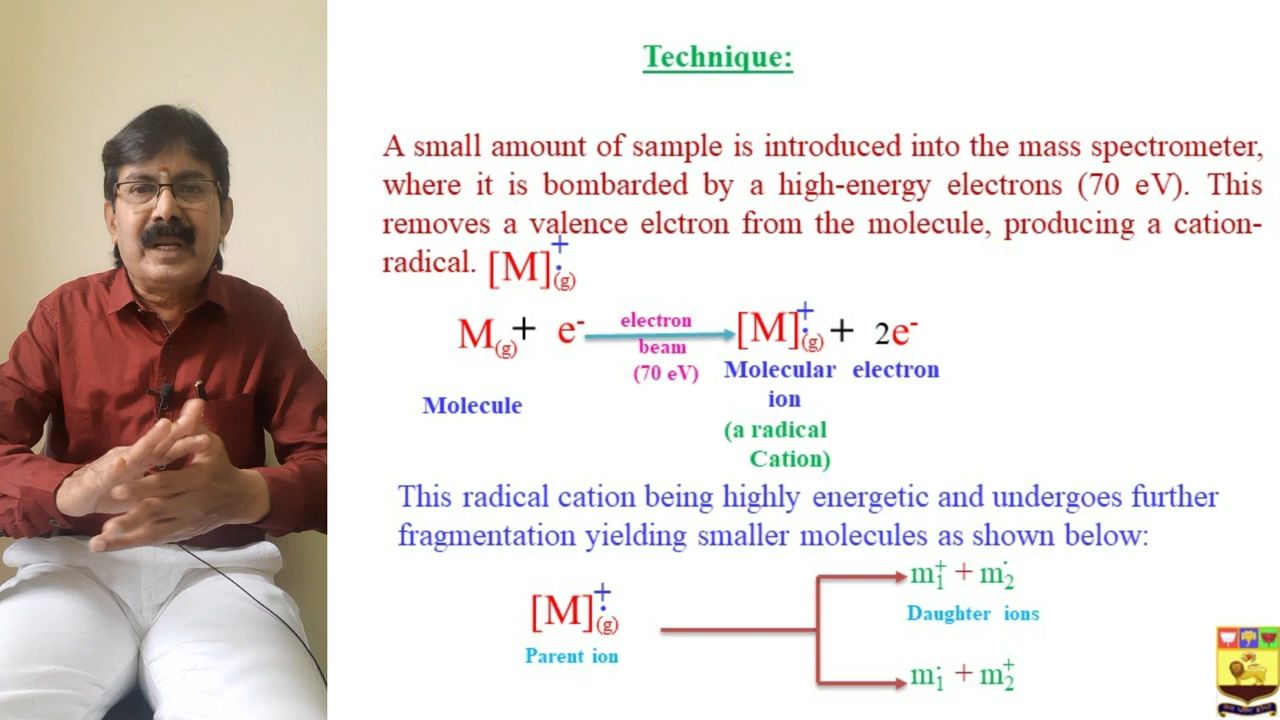 Technique:
A small amount of sample is introduced into the mass spectrometer,
where it is bombarded by a high-energy electrons (70 eV). This
removes a valence elctron from the molecule, producing a cation-
radical. [M]⁺·(g)
M(g) + e⁻ electron beam (70 eV) [M]⁺·(g) + 2e⁻
Molecule
Molecular electron
ion
(a radical
Cation)
This radical cation being highly energetic and undergoes further
fragmentation yielding smaller molecules as shown below:
[M]⁺·(g)
Parent ion
m₁⁺ + m₂·
Daughter ions
m₁· + m₂⁺